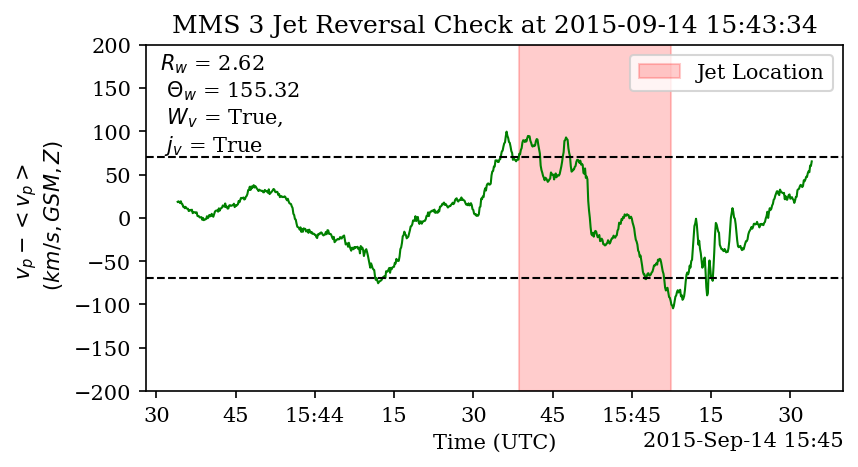 MMS 3 Jet Reversal Check at 2015-09-14 15:43:34
R_w = 2.62
Θ_w = 155.32
W_v = True,
j_v = True
Jet Location
200
150
100
50
0
−50
−100
−150
−200
v_p − < v_p >
(km/s, GSM, Z)
30 45 15:44 15 30 45 15:45 15 30
Time (UTC)
2015-Sep-14 15:45